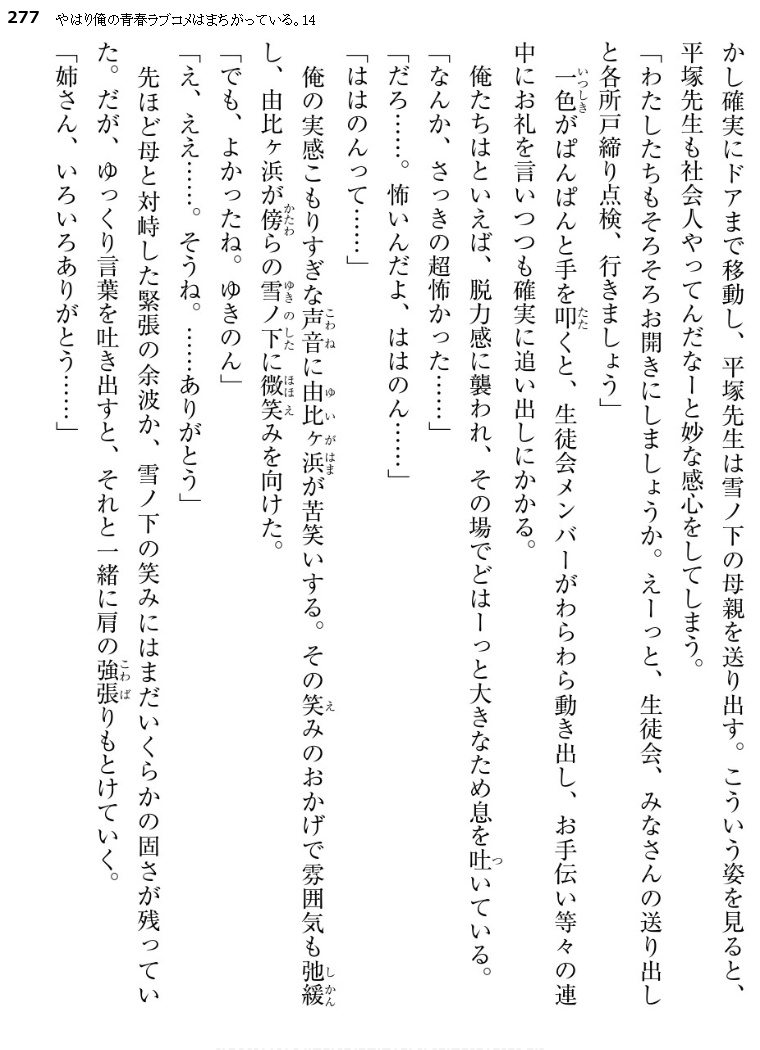 277 やはり俺の青春ラブコメはまちがっている。14
かし確実にドアまで移動し、平塚先生は雪ノ下の母親を送り出す。こういう姿を見ると、
平塚先生も社会人やってんだなーと妙な感心をしてしまう。
「わたしたちもそろそろお開きにしましょうか。えーっと、生徒会、みなさんの送り出し
と各所戸締り点検、行きましょう」
一色がぱんぱんと手を叩くと、生徒会メンバーがわらわら動き出し、お手伝い等々の連
中にお礼を言いつつも確実に追い出しにかかる。
俺たちはといえば、脱力感に襲われ、その場でどはーっと大きなため息を吐いている。
「なんか、さっきの超怖かった……」
「だろ……。怖いんだよ、ははのん……」
「ははのんって……」
俺の実感こもりすぎな声音に由比ヶ浜が苦笑いする。その笑みのおかげで雰囲気も弛緩
し、由比ヶ浜が傍らの雪ノ下に微笑みを向けた。
「でも、よかったね。ゆきのん」
「え、ええ……。そうね。……ありがとう」
先ほど母と対峙した緊張の余波か、雪ノ下の笑みにはまだいくらかの固さが残ってい
た。だが、ゆっくり言葉を吐き出すと、それと一緒に肩の強張りもとけていく。
「姉さん、いろいろありがとう……」